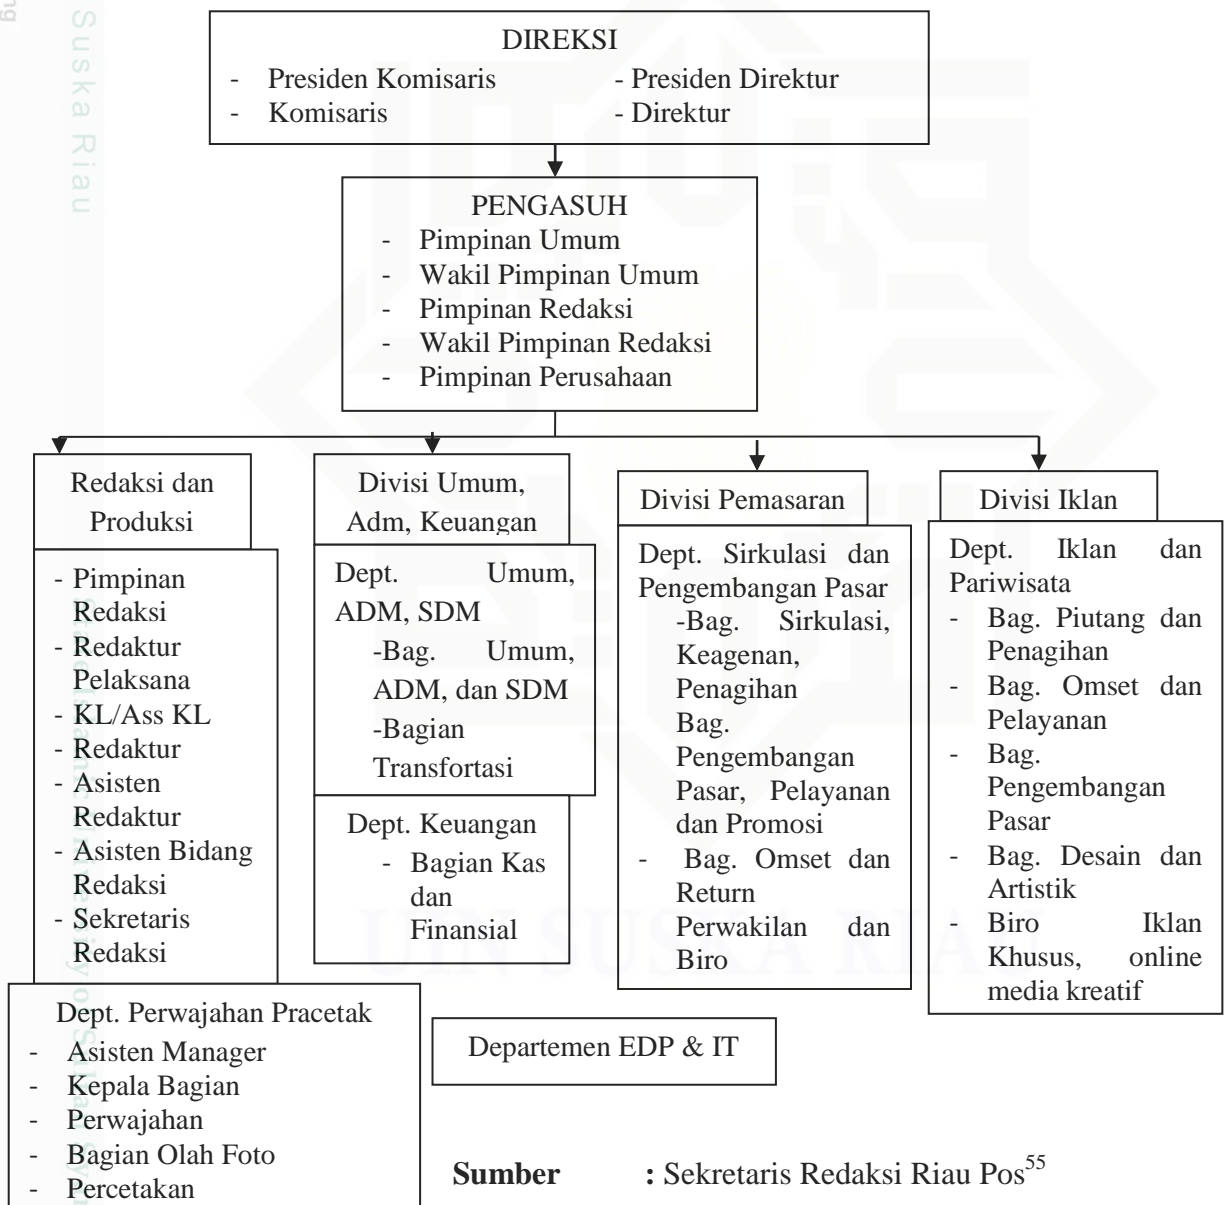 DIREKSI
- Presiden Komisaris - Presiden Direktur
- Komisaris - Direktur
PENGASUH
- Pimpinan Umum
- Wakil Pimpinan Umum
- Pimpinan Redaksi
- Wakil Pimpinan Redaksi
- Pimpinan Perusahaan
Redaksi dan
Produksi
- Pimpinan
Redaksi
- Redaktur
Pelaksana
- KL/Ass KL
- Redaktur
- Asisten
Redaktur
- Asisten Bidang
Redaksi
- Sekretaris
Redaksi
Dept. Perwajahan Pracetak
- Asisten Manager
- Kepala Bagian
- Perwajahan
- Bagian Olah Foto
- Percetakan
Divisi Umum,
Adm, Keuangan
Dept. Umum,
ADM, SDM
-Bag. Umum,
ADM, dan SDM
-Bagian
Transfortasi
Dept. Keuangan
- Bagian Kas
dan
Finansial
Divisi Pemasaran
Dept. Sirkulasi dan
Pengembangan Pasar
-Bag. Sirkulasi,
Keagenan,
Penagihan
Bag.
Pengembangan
Pasar, Pelayanan
dan Promosi
- Bag. Omset dan
Return
Perwakilan dan
Biro
Divisi Iklan
Dept. Iklan dan
Pariwisata
- Bag. Piutang dan
Penagihan
- Bag. Omset dan
Pelayanan
- Bag.
Pengembangan
Pasar
- Bag. Desain dan
Artistik
- Biro Iklan
Khusus, online
media kreatif
Departemen EDP & IT
Sumber : Sekretaris Redaksi Riau Pos55
UIN SUSKA RIAU
Suska Riau